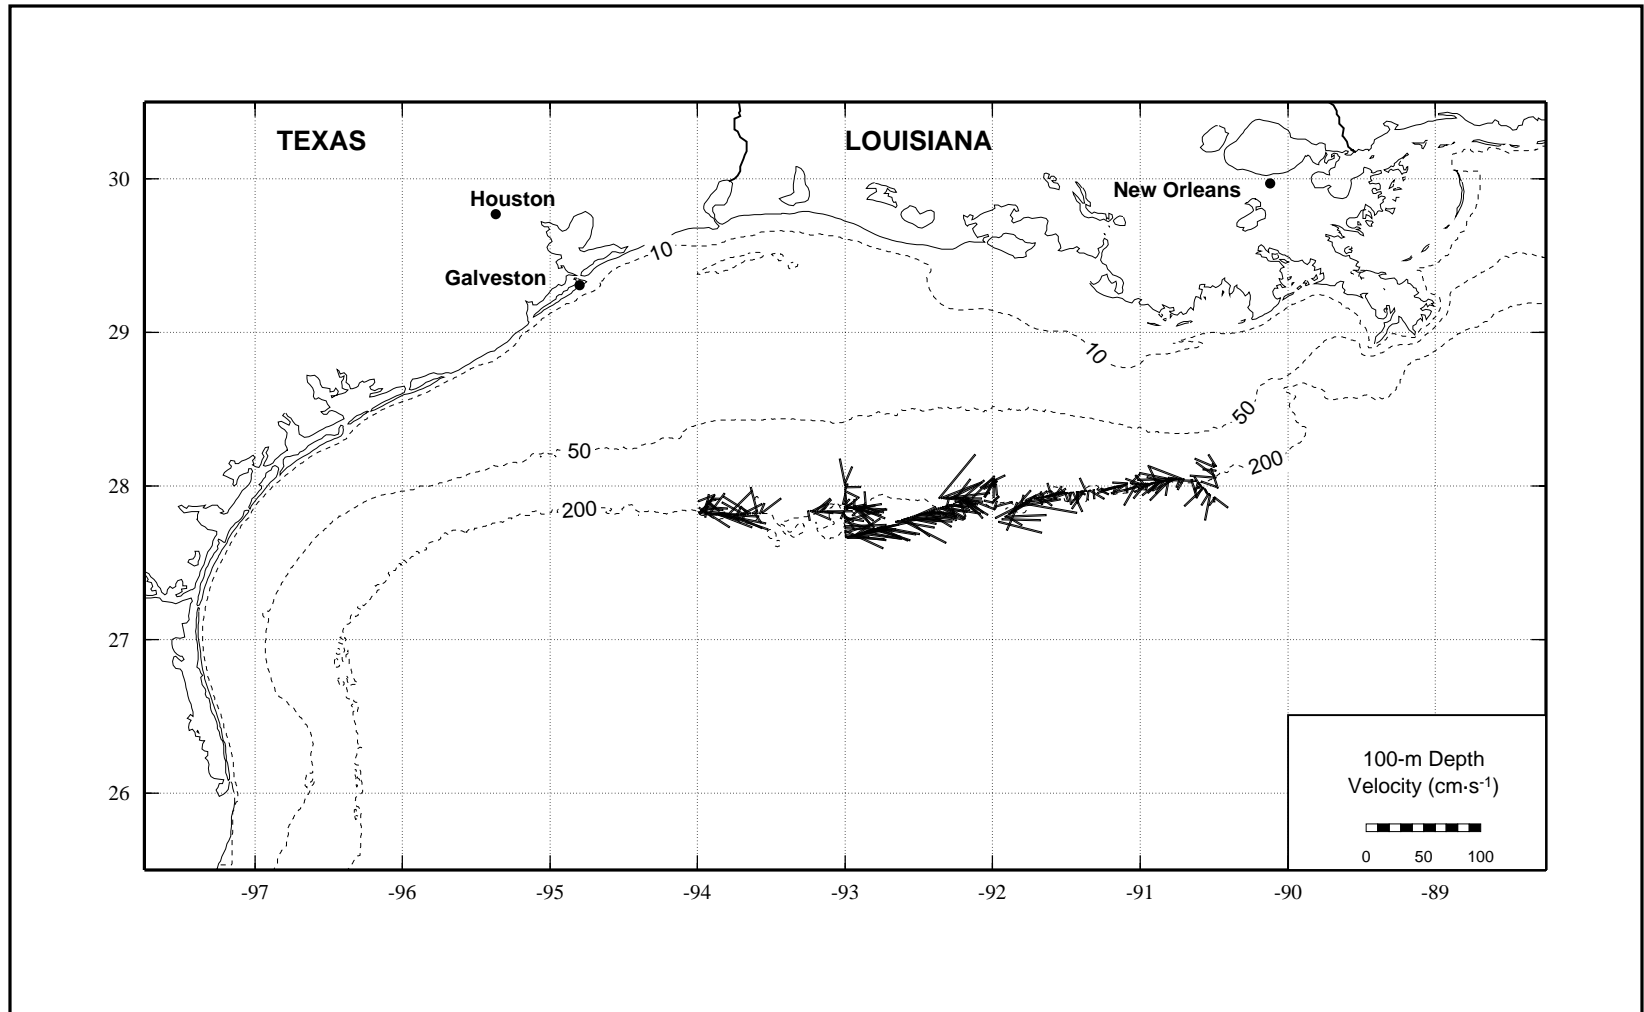 TEXAS
LOUISIANA
30
New Orleans
Houston
10
Galveston
29
10
50
50
200
28
200
27
100-m Depth
Velocity (cm·s-1)
26
0 50 100
-97 -96 -95 -94 -93 -92 -91 -90 -89